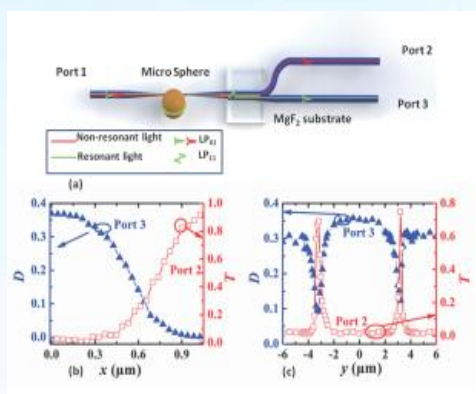 Port 1
Micro Sphere
Port 2
Port 3
MgF₂ substrate
Non-resonant light
LP₀₁
Resonant light
LP₁₁
(a)
0.4
0.3
0.2
0.1
0.0
D
Port 3
Port 2
1.0
0.8
0.6
0.4
0.2
0.0
T
0.0 0.3 0.6 0.9
(b) x (μm)
0.4
0.3
0.2
0.1
0.0
D
Port 3
Port 2
0.8
0.6
0.4
0.2
0.0
T
-6 -4 -2 0 2 4 6
(c) y (μm)